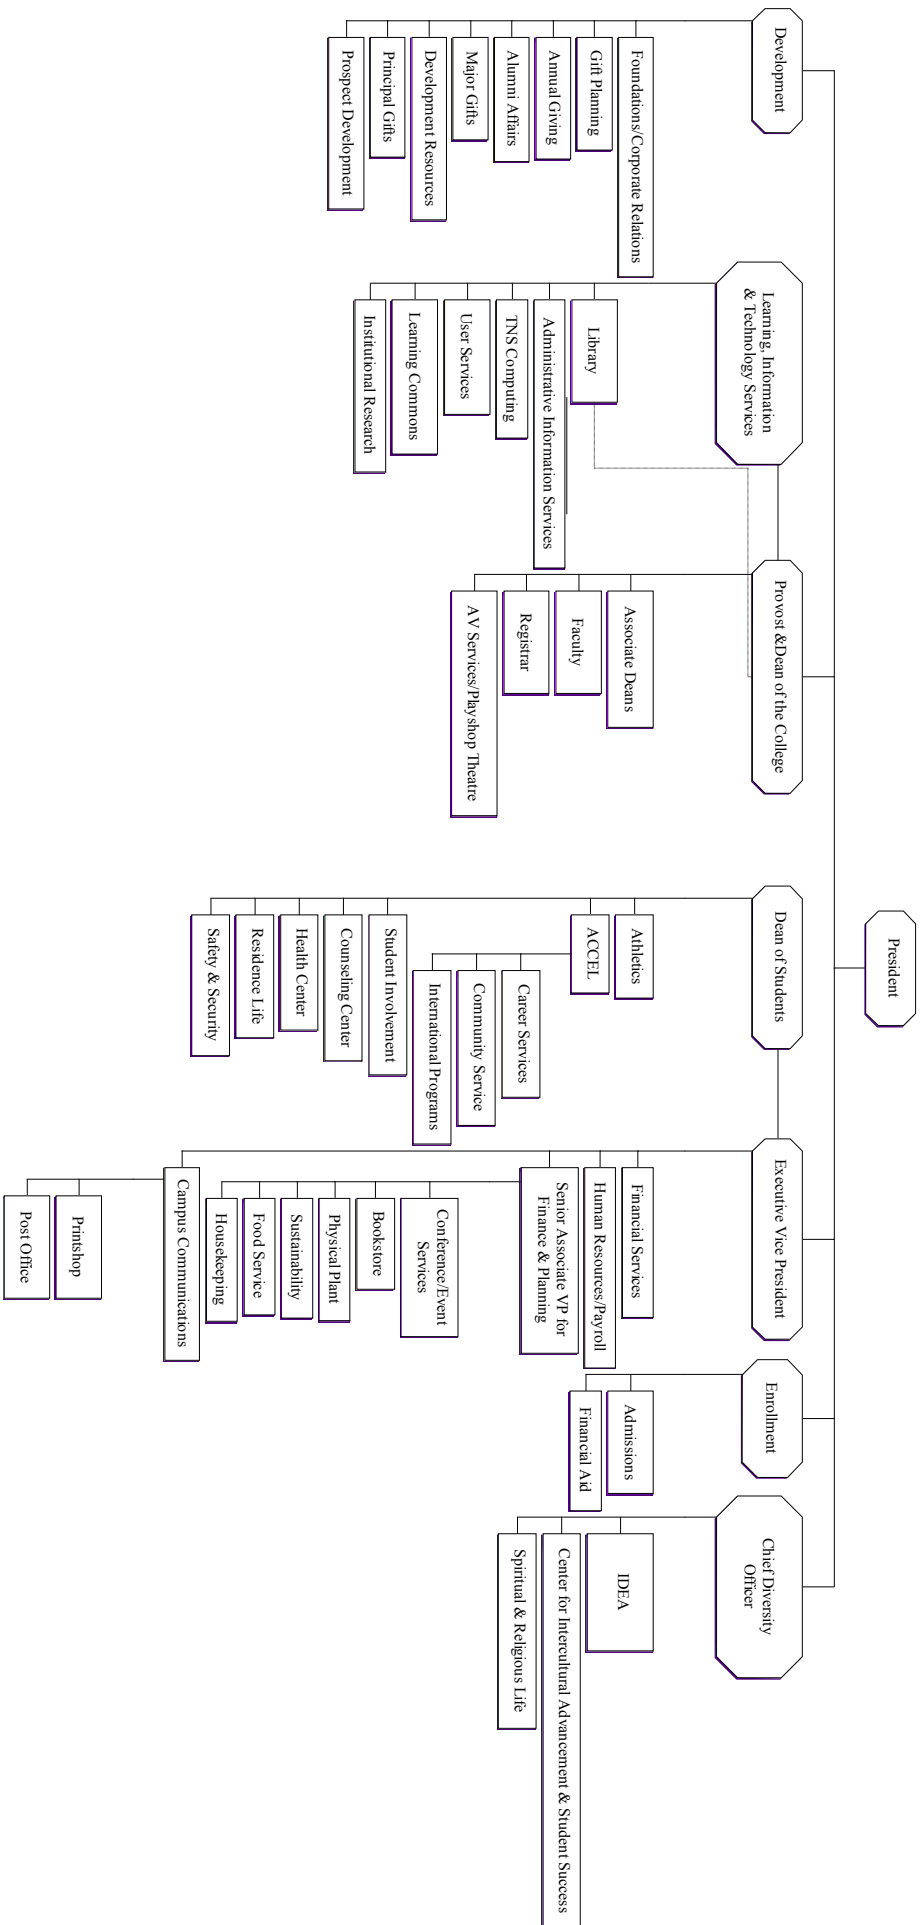 President
Development
Foundations/Corporate Relations
Gift Planning
Annual Giving
Alumni Affairs
Major Gifts
Development Resources
Principal Gifts
Prospect Development
Learning, Information
& Technology Services
Library
Administrative Information Services
TNS Computing
User Services
Learning Commons
Institutional Research
Provost &Dean of the College
Associate Deans
Faculty
Registrar
AV Services/Playshop Theatre
Dean of Students
Athletics
ACCEL
Career Services
Community Service
International Programs
Student Involvement
Counseling Center
Health Center
Residence Life
Safety & Security
Executive Vice President
Financial Services
Human Resources/Payroll
Senior Associate VP for
Finance & Planning
Conference/Event
Services
Bookstore
Physical Plant
Sustainability
Food Service
Housekeeping
Campus Communications
Printshop
Post Office
Enrollment
Admissions
Financial Aid
Chief Diversity
Officer
IDEA
Center for Intercultural Advancement & Student Success
Spiritual & Religious Life